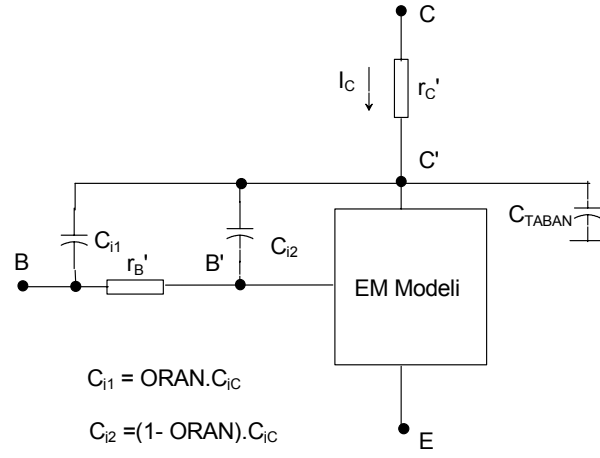 C
I_C
r_C'
C'
C_TABAN
C_i1
C_i2
B
r_B'
B'
EM Modeli
C_i1 = ORAN.C_iC
C_i2 =(1- ORAN).C_iC
E